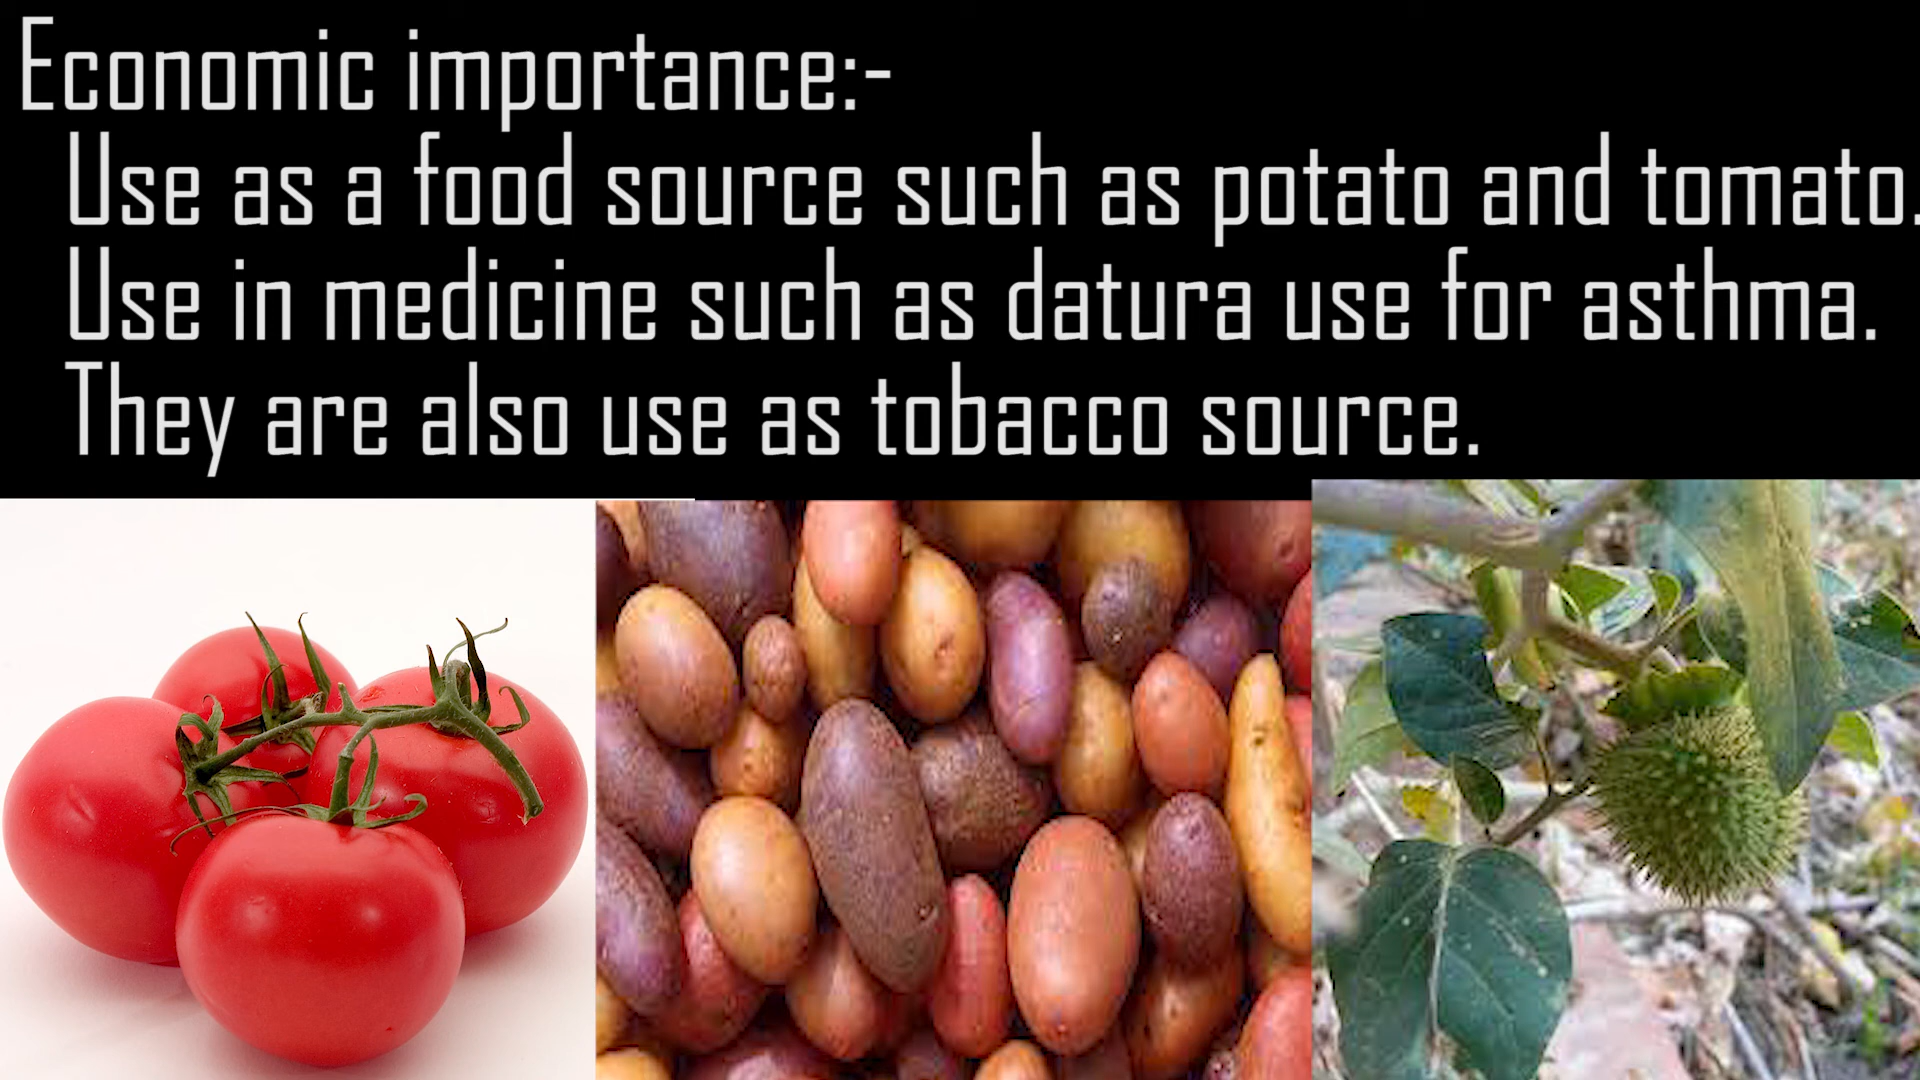 Economic importance:-
Use as a food source such as potato and tomato.
Use in medicine such as datura use for asthma.
They are also use as tobacco source.